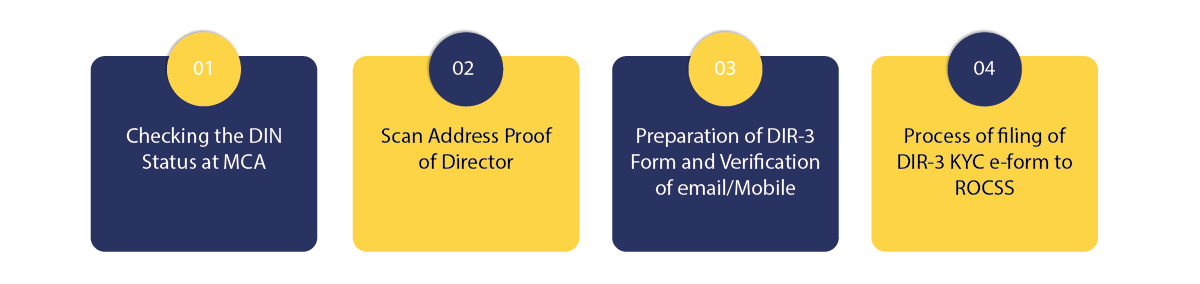 01
Checking the DIN
Status at MCA
02
Scan Address Proof
of Director
03
Preparation of DIR-3
Form and Verification
of email/Mobile
04
Process of filing of
DIR-3 KYC e-form to
ROCSS